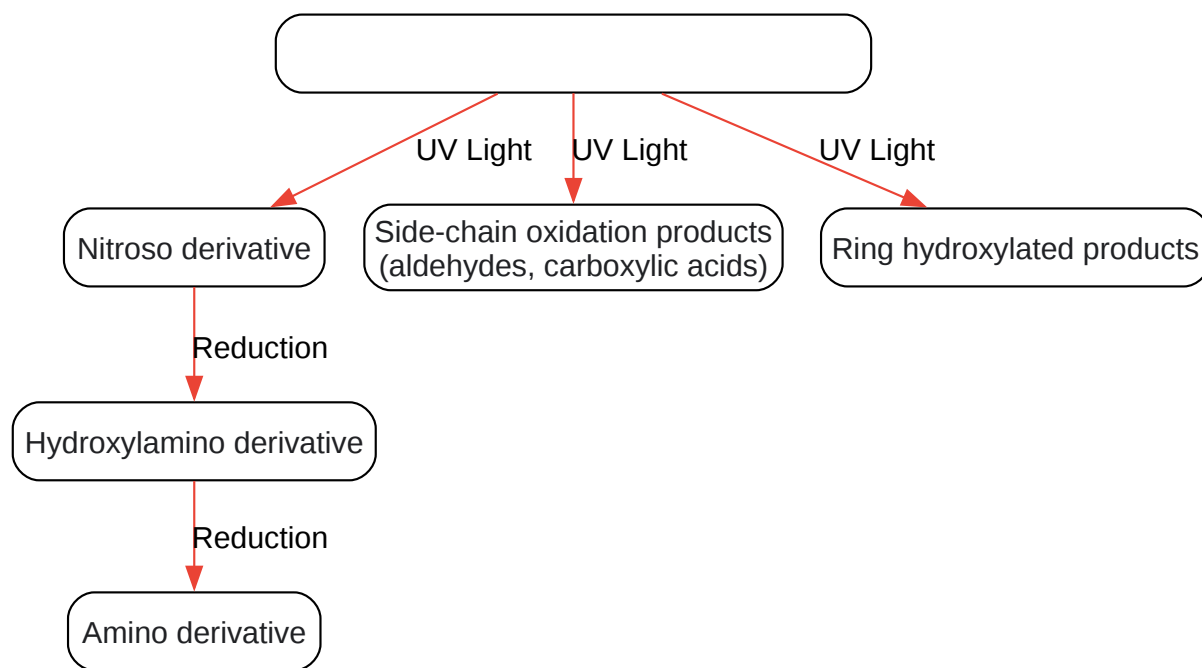 UV Light
UV Light
UV Light
Nitroso derivative
Side-chain oxidation products
(aldehydes, carboxylic acids)
Ring hydroxylated products
Reduction
Hydroxylamino derivative
Reduction
Amino derivative